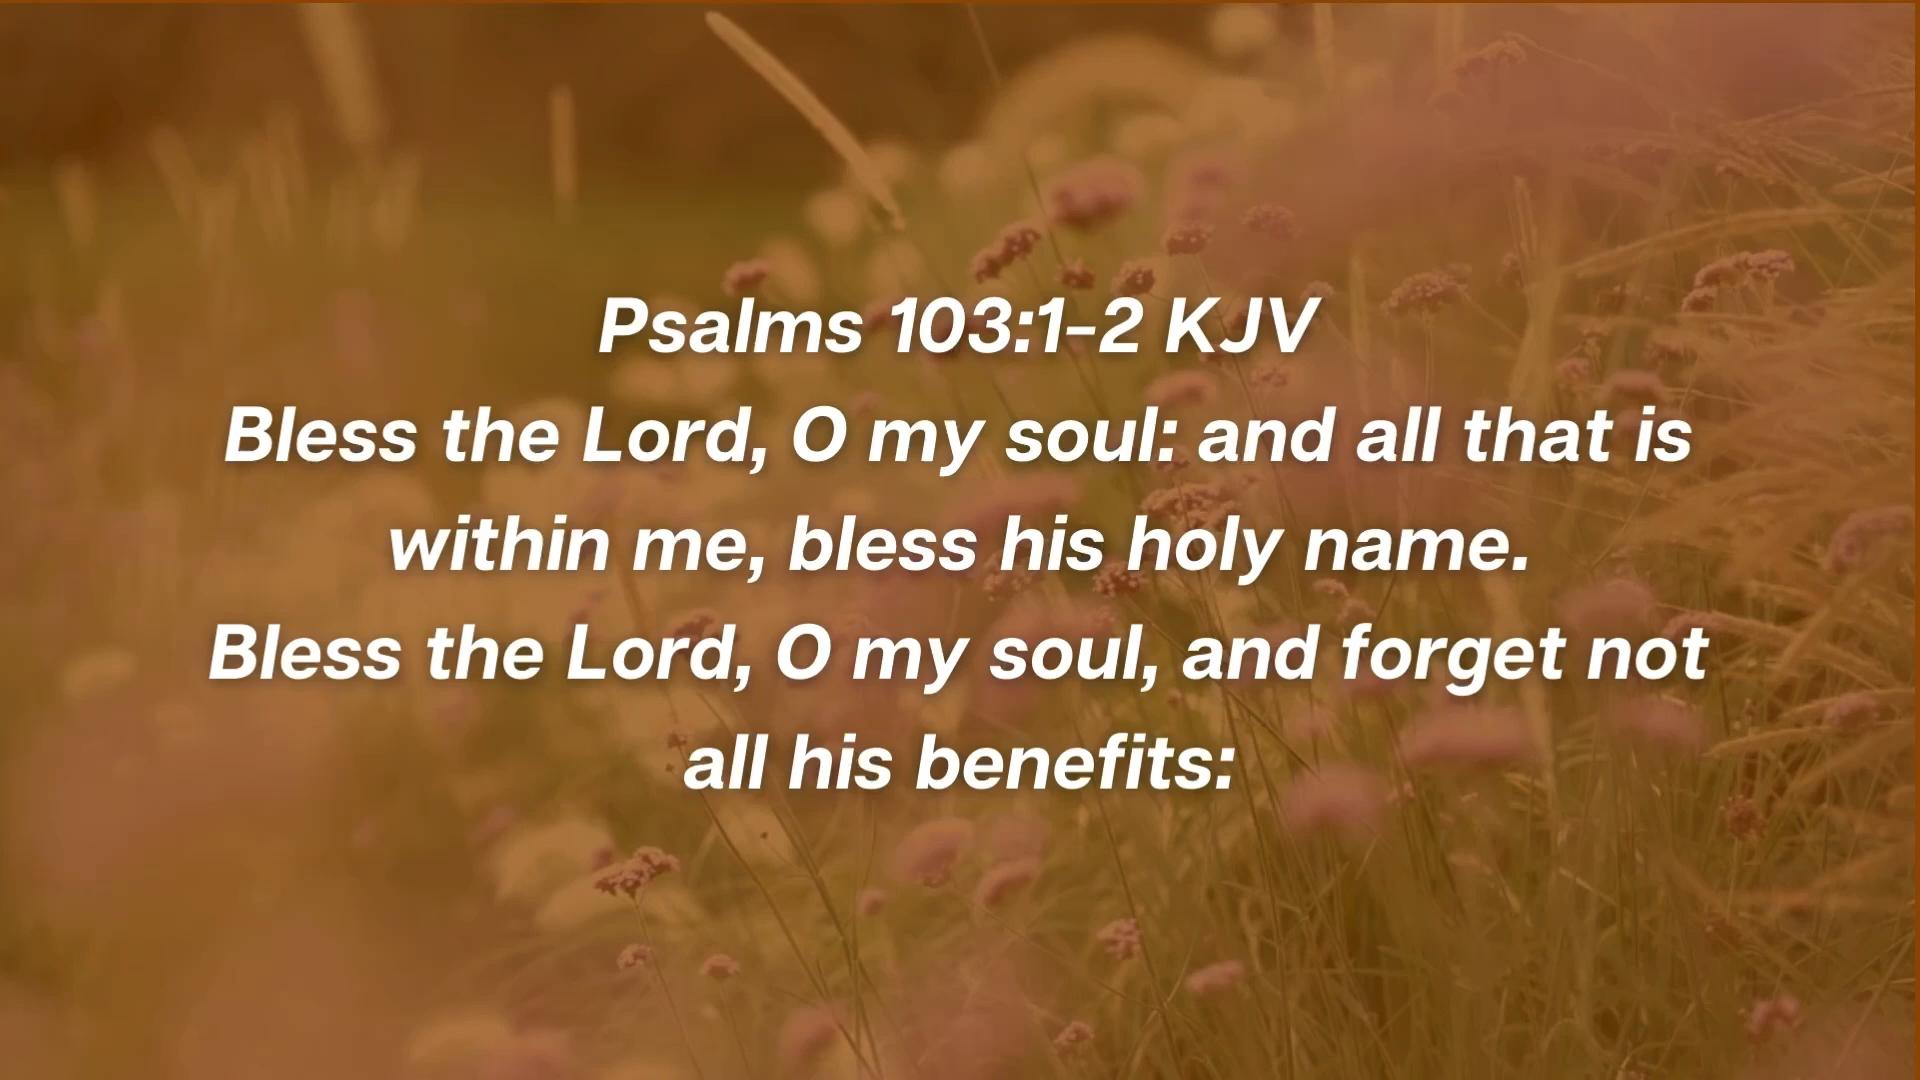 Psalms 103:1-2 KJV
Bless the Lord, O my soul: and all that is
within me, bless his holy name.
Bless the Lord, O my soul, and forget not
all his benefits: